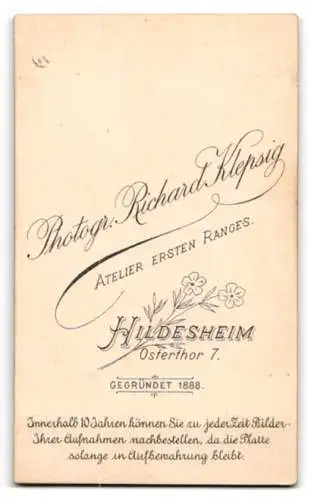 Photogr. Richard Klepsig
ATELIER ERSTEN RANGES.
HILDESHEIM
Osterthor 7.
GEGRÜNDET 1888.
Innerhalb 10 Jahren können Sie zu jeder Zeit Bilder
Ihrer Aufnahmen nachbestellen, da die Platte
solange in Aufbewahrung bleibt.